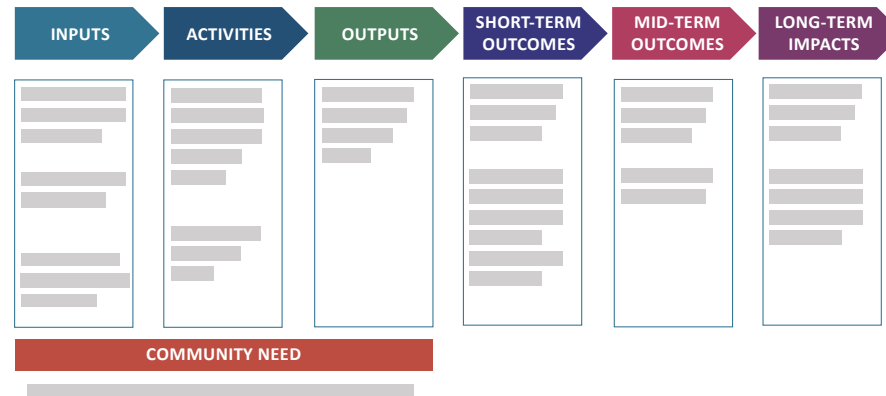 INPUTS
ACTIVITIES
OUTPUTS
SHORT-TERM
OUTCOMES
MID-TERM
OUTCOMES
LONG-TERM
IMPACTS
COMMUNITY NEED